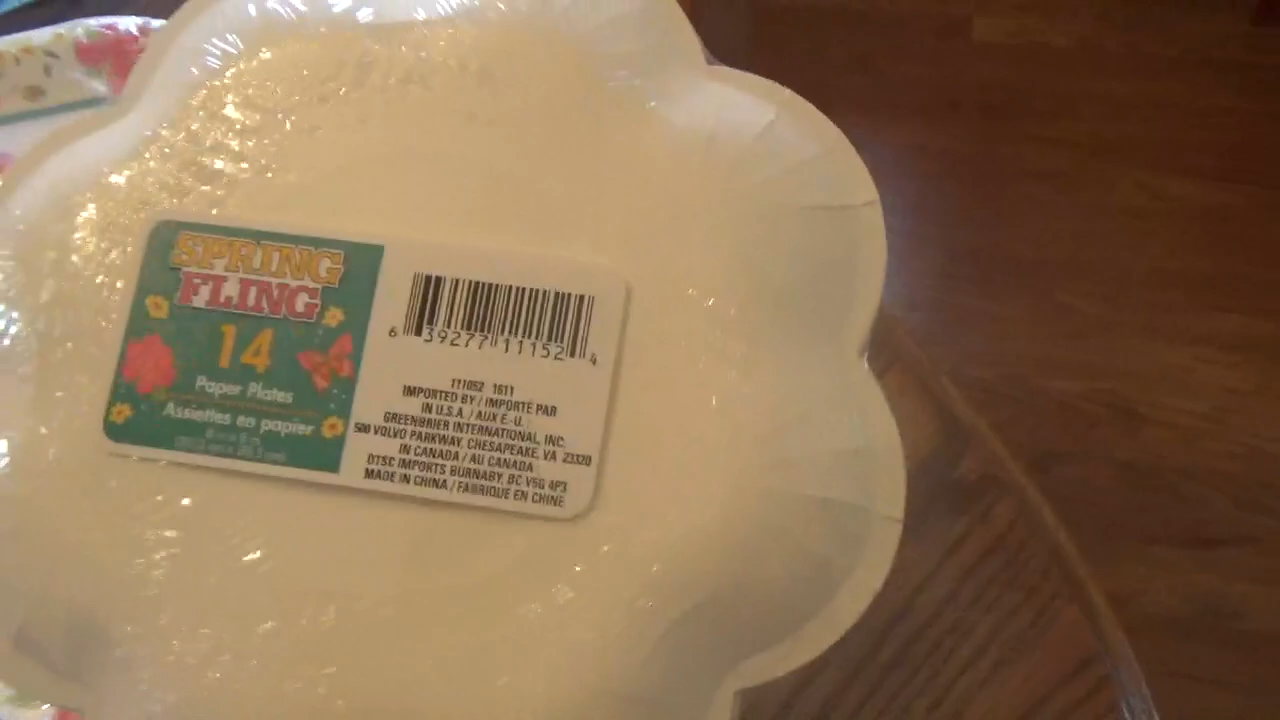 SPRING
FLING
14
Paper Plates
Assiettes en papier
6 39277 11152 4
111052 1611
IMPORTED BY / IMPORTÉ PAR
IN U.S.A. / AUX É.-U.
GREENBRIER INTERNATIONAL, INC.
500 VOLVO PARKWAY, CHESAPEAKE, VA 23320
IN CANADA / AU CANADA
DTSC IMPORTS BURNABY, BC V5G 4P3
MADE IN CHINA / FABRIQUÉ EN CHINE